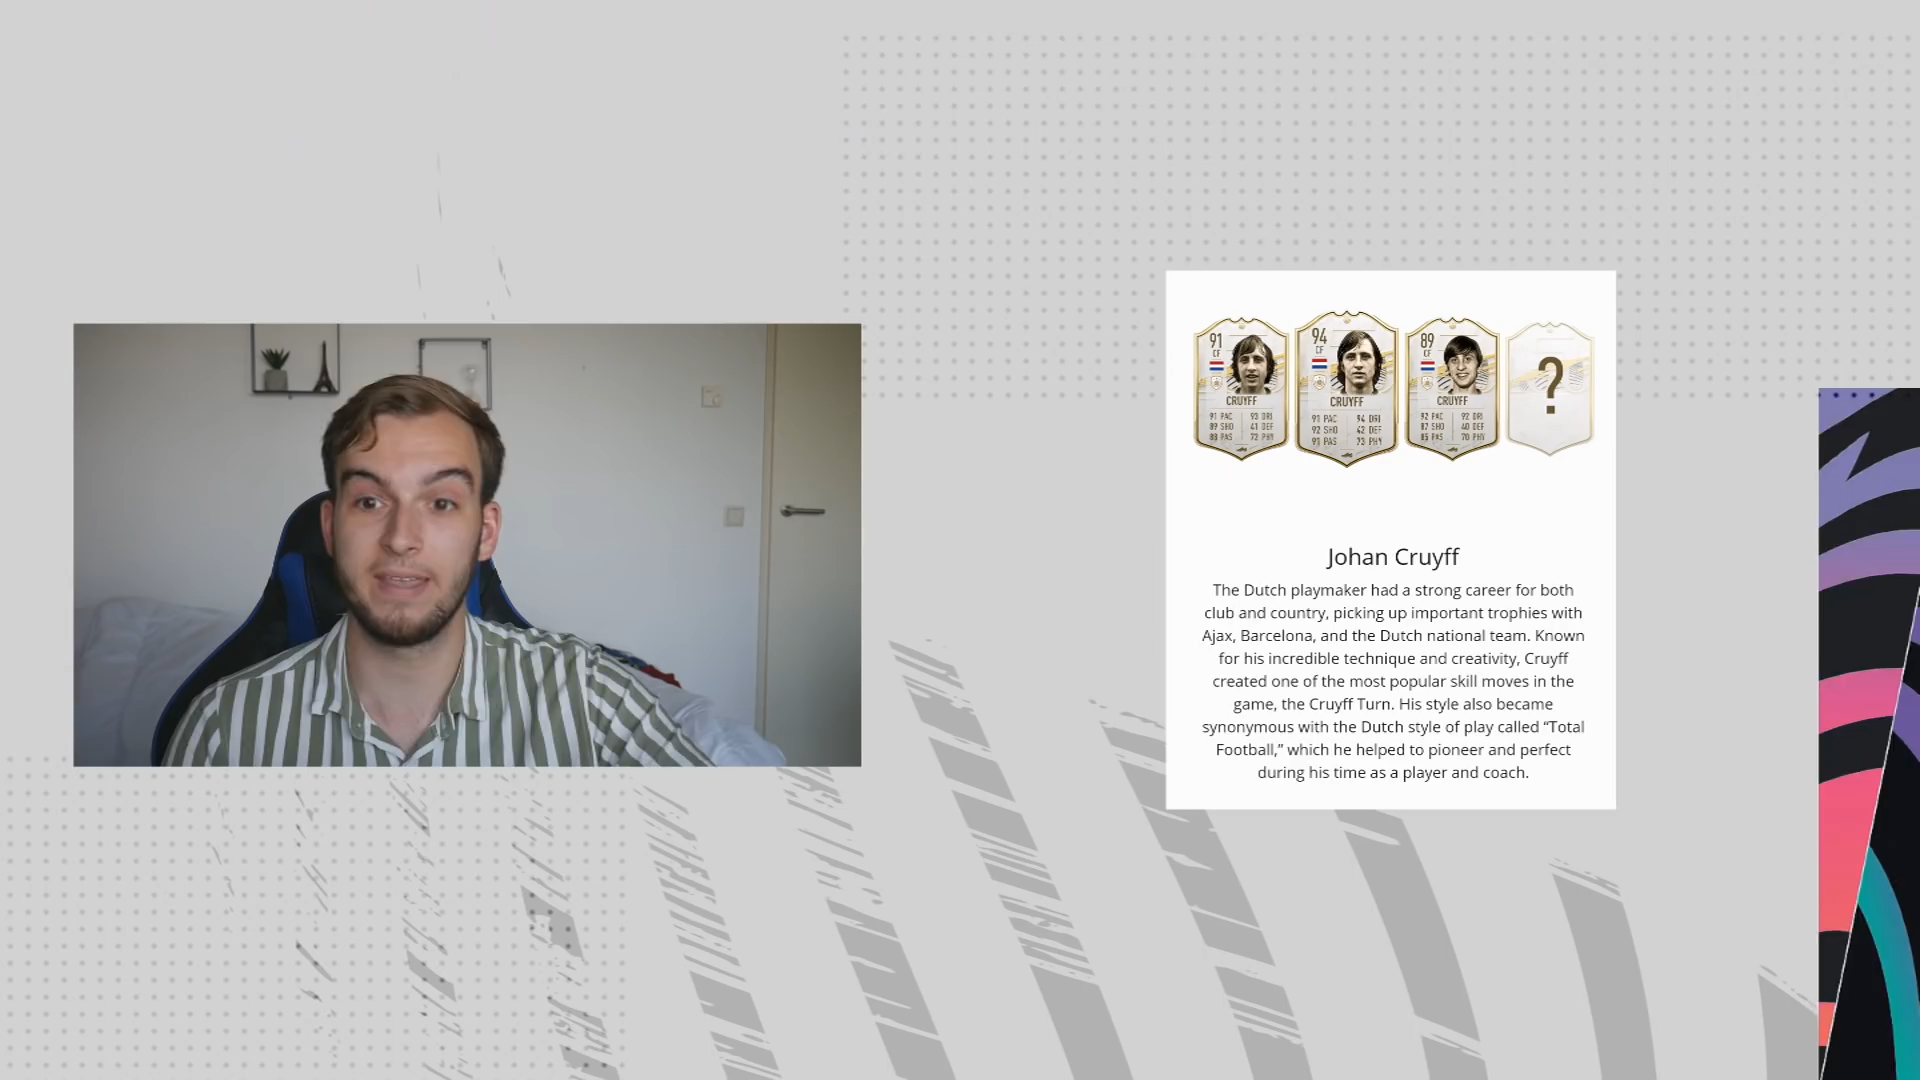 91
CF
CRUYFF
91 PAC 93 DRI
89 SHO 41 DEF
88 PAS 72 PHY
94
CF
CRUYFF
91 PAC 94 DRI
92 SHO 42 DEF
91 PAS 73 PHY
89
CF
CRUYFF
92 PAC 92 DRI
87 SHO 40 DEF
85 PAS 70 PHY
?
Johan Cruyff
The Dutch playmaker had a strong career for both
club and country, picking up important trophies with
Ajax, Barcelona, and the Dutch national team. Known
for his incredible technique and creativity, Cruyff
created one of the most popular skill moves in the
game, the Cruyff Turn. His style also became
synonymous with the Dutch style of play called “Total
Football,” which he helped to pioneer and perfect
during his time as a player and coach.